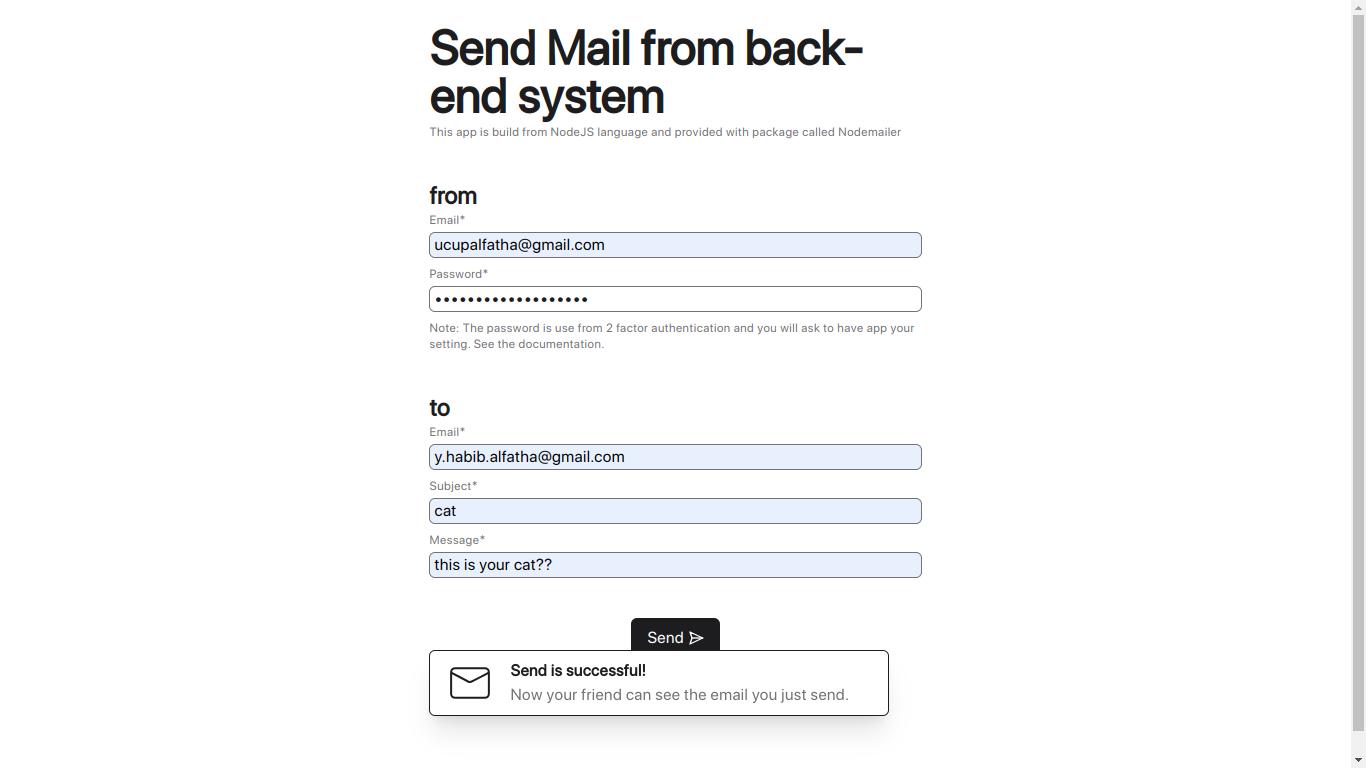 Send Mail from back-
end system
This app is build from NodeJS language and provided with package called Nodemailer
from
Email*
ucupalfatha@gmail.com
Password*
•••••••••••••••••••
Note: The password is use from 2 factor authentication and you will ask to have app your
setting. See the documentation.
to
Email*
y.habib.alfatha@gmail.com
Subject*
cat
Message*
this is your cat??
Send
Send is successful!
Now your friend can see the email you just send.